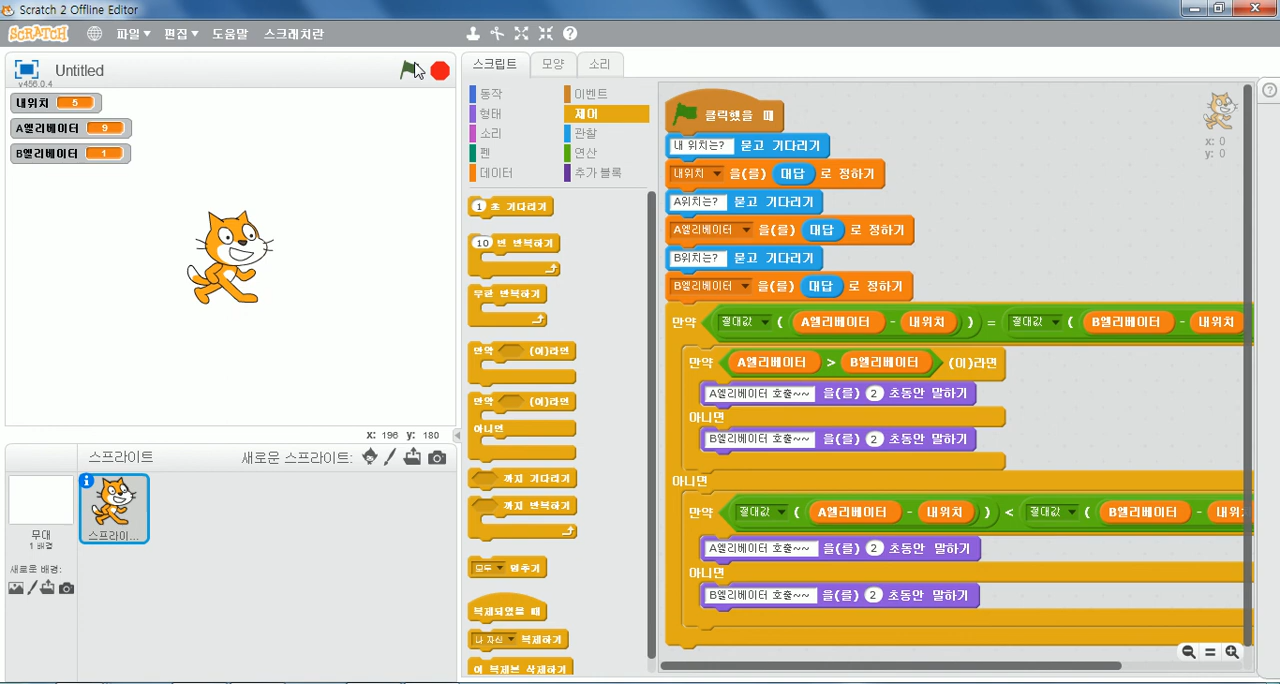 Scratch 2 Offline Editor
SCRATCH 파일 편집 도움말 스크래치란
Untitled
v456.0.4
내위치 5
A엘리베이터 9
B엘리베이터 1
x: 196 y: 180
스프라이트 새로운 스프라이트:
무대
1 배경
새로운 배경:
스프라이...
스크립트 모양 소리
동작 이벤트
형태 제어
소리 관찰
펜 연산
데이터 추가 블록
1 초 기다리기
10 번 반복하기
무한 반복하기
만약 (이)라면
만약 (이)라면
아니면
까지 기다리기
까지 반복하기
모두 멈추기
복제되었을 때
나 자신 복제하기
이 복제본 삭제하기
클릭했을 때
내 위치는? 묻고 기다리기
내위치 을(를) 대답 로 정하기
A위치는? 묻고 기다리기
A엘리베이터 을(를) 대답 로 정하기
B위치는? 묻고 기다리기
B엘리베이터 을(를) 대답 로 정하기
만약 절대값 ( A엘리베이터 - 내위치 ) = 절대값 ( B엘리베이터 - 내위치
만약 A엘리베이터 > B엘리베이터 (이)라면
A엘리베이터 호출~~ 을(를) 2 초동안 말하기
아니면
B엘리베이터 호출~~ 을(를) 2 초동안 말하기
아니면
만약 절대값 ( A엘리베이터 - 내위치 ) < 절대값 ( B엘리베이터 - 내위
A엘리베이터 호출~~ 을(를) 2 초동안 말하기
아니면
B엘리베이터 호출~~ 을(를) 2 초동안 말하기
x: 0
y: 0